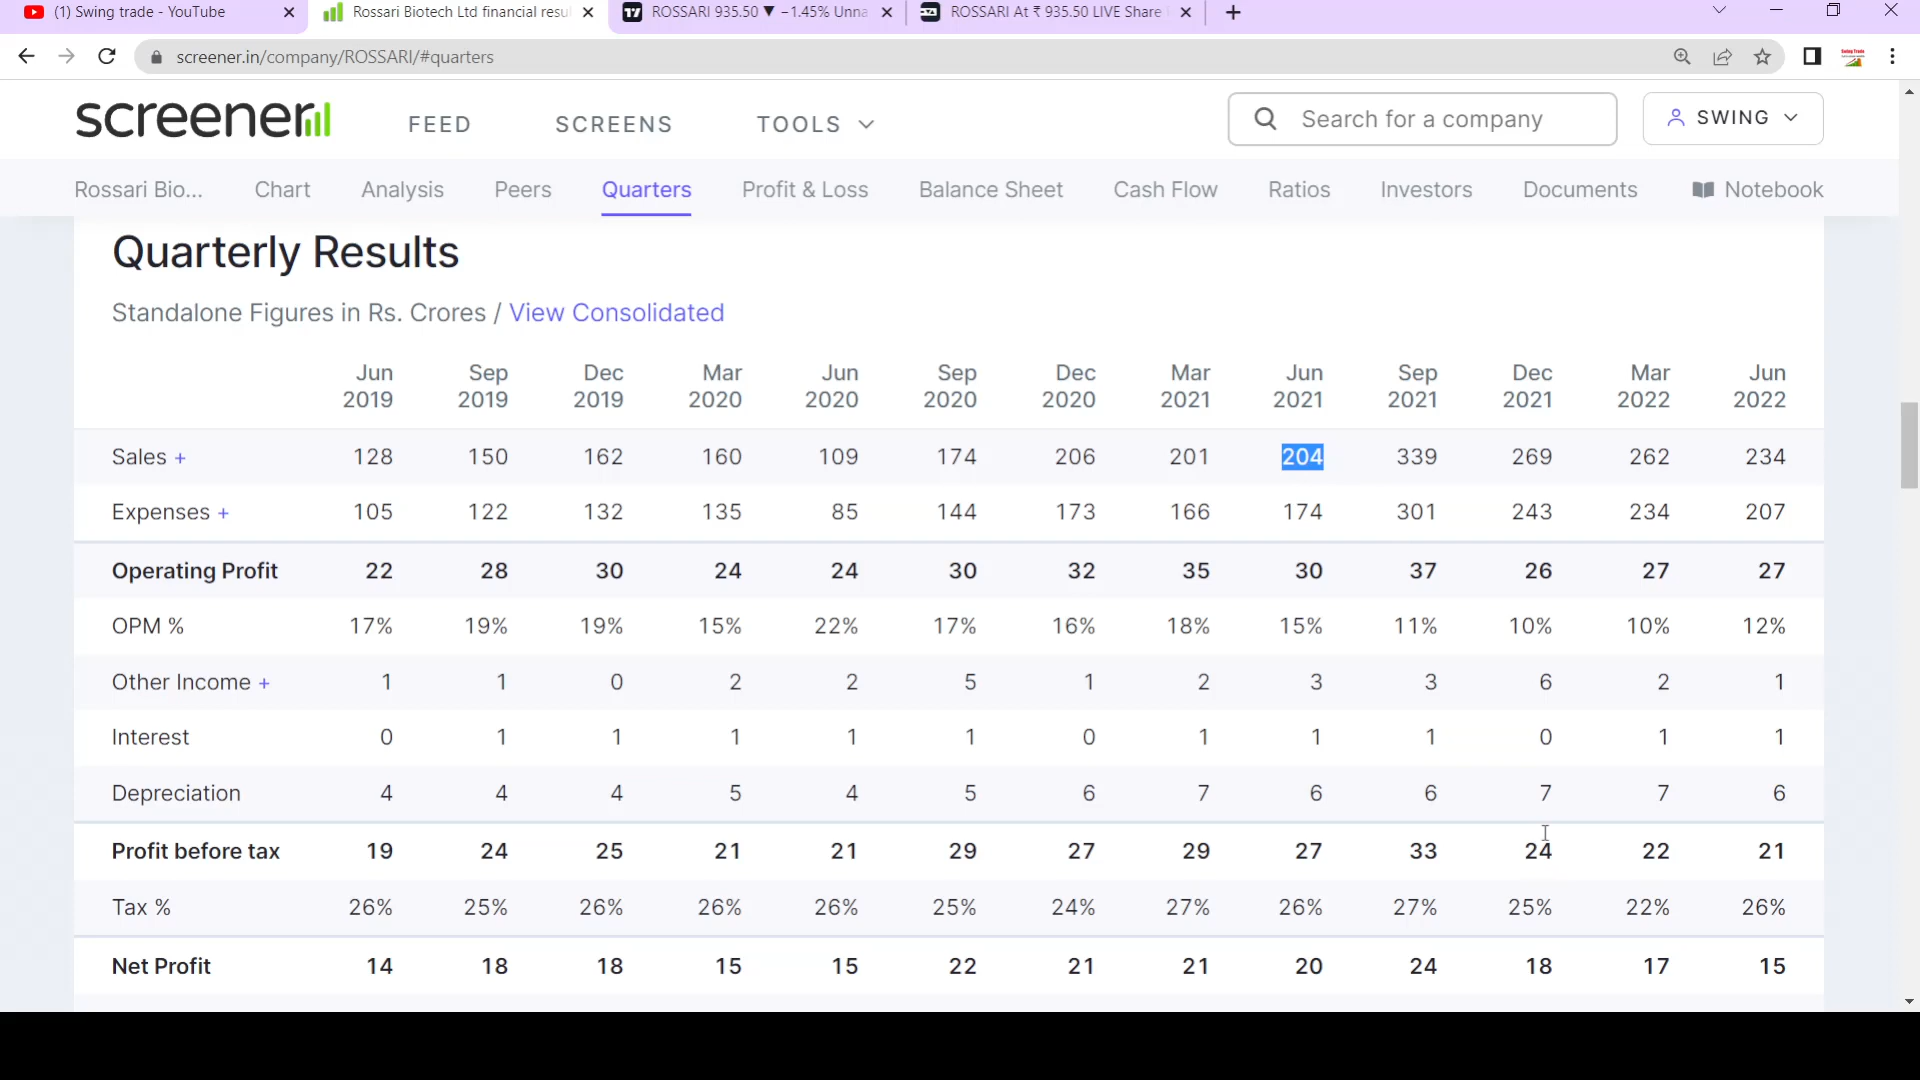 (1) Swing trade - YouTube
Rossari Biotech Ltd financial resu
ROSSARI 935.50 ▼ −1.45% Unna
ROSSARI At ₹ 935.50 LIVE Share
screener.in/company/ROSSARI/#quarters
screener
FEED SCREENS TOOLS
Search for a company
SWING
Rossari Bio... Chart Analysis Peers Quarters Profit & Loss Balance Sheet Cash Flow Ratios Investors Documents Notebook
Quarterly Results
Standalone Figures in Rs. Crores / View Consolidated
Jun Sep Dec Mar Jun Sep Dec Mar Jun Sep Dec Mar Jun
2019 2019 2019 2020 2020 2020 2020 2021 2021 2021 2021 2022 2022
Sales + 128 150 162 160 109 174 206 201 204 339 269 262 234
Expenses + 105 122 132 135 85 144 173 166 174 301 243 234 207
Operating Profit 22 28 30 24 24 30 32 35 30 37 26 27 27
OPM % 17% 19% 19% 15% 22% 17% 16% 18% 15% 11% 10% 10% 12%
Other Income + 1 1 0 2 2 5 1 2 3 3 6 2 1
Interest 0 1 1 1 1 1 0 1 1 1 0 1 1
Depreciation 4 4 4 5 4 5 6 7 6 6 7 7 6
Profit before tax 19 24 25 21 21 29 27 29 27 33 24 22 21
Tax % 26% 25% 26% 26% 26% 25% 24% 27% 26% 27% 25% 22% 26%
Net Profit 14 18 18 15 15 22 21 21 20 24 18 17 15